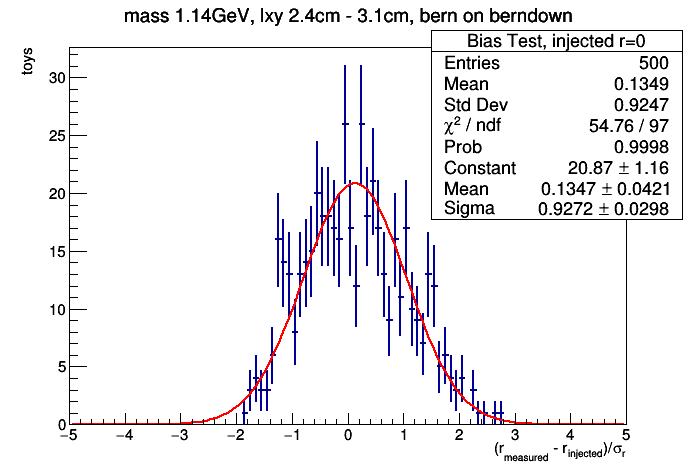 mass 1.14GeV, lxy 2.4cm - 3.1cm, bern on berndown
Bias Test, injected r=0
Entries 500
Mean 0.1349
Std Dev 0.9247
χ² / ndf 54.76 / 97
Prob 0.9998
Constant 20.87 ± 1.16
Mean 0.1347 ± 0.0421
Sigma 0.9272 ± 0.0298
toys
30
25
20
15
10
5
0
−5 −4 −3 −2 −1 0 1 2 3 4 5
(r_measured - r_injected)/σ_r